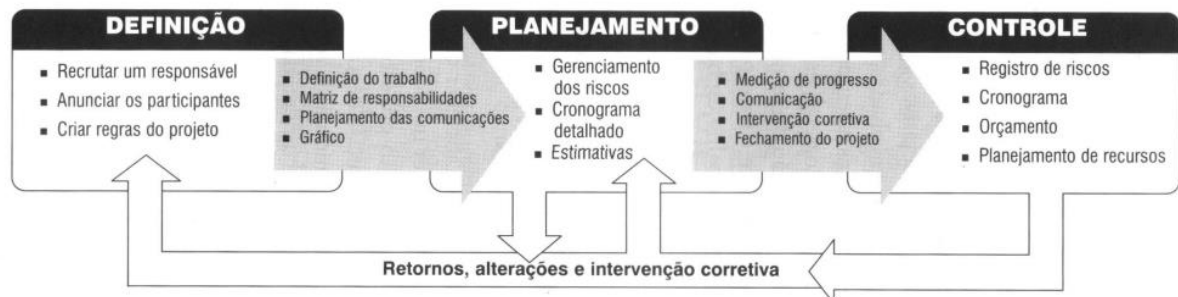 DEFINIÇÃO
▪ Recrutar um responsável
▪ Anunciar os participantes
▪ Criar regras do projeto
▪ Definição do trabalho
▪ Matriz de responsabilidades
▪ Planejamento das comunicações
▪ Gráfico
PLANEJAMENTO
▪ Gerenciamento
dos riscos
▪ Cronograma
detalhado
▪ Estimativas
▪ Medição de progresso
▪ Comunicação
▪ Intervenção corretiva
▪ Fechamento do projeto
CONTROLE
▪ Registro de riscos
▪ Cronograma
▪ Orçamento
▪ Planejamento de recursos
Retornos, alterações e intervenção corretiva